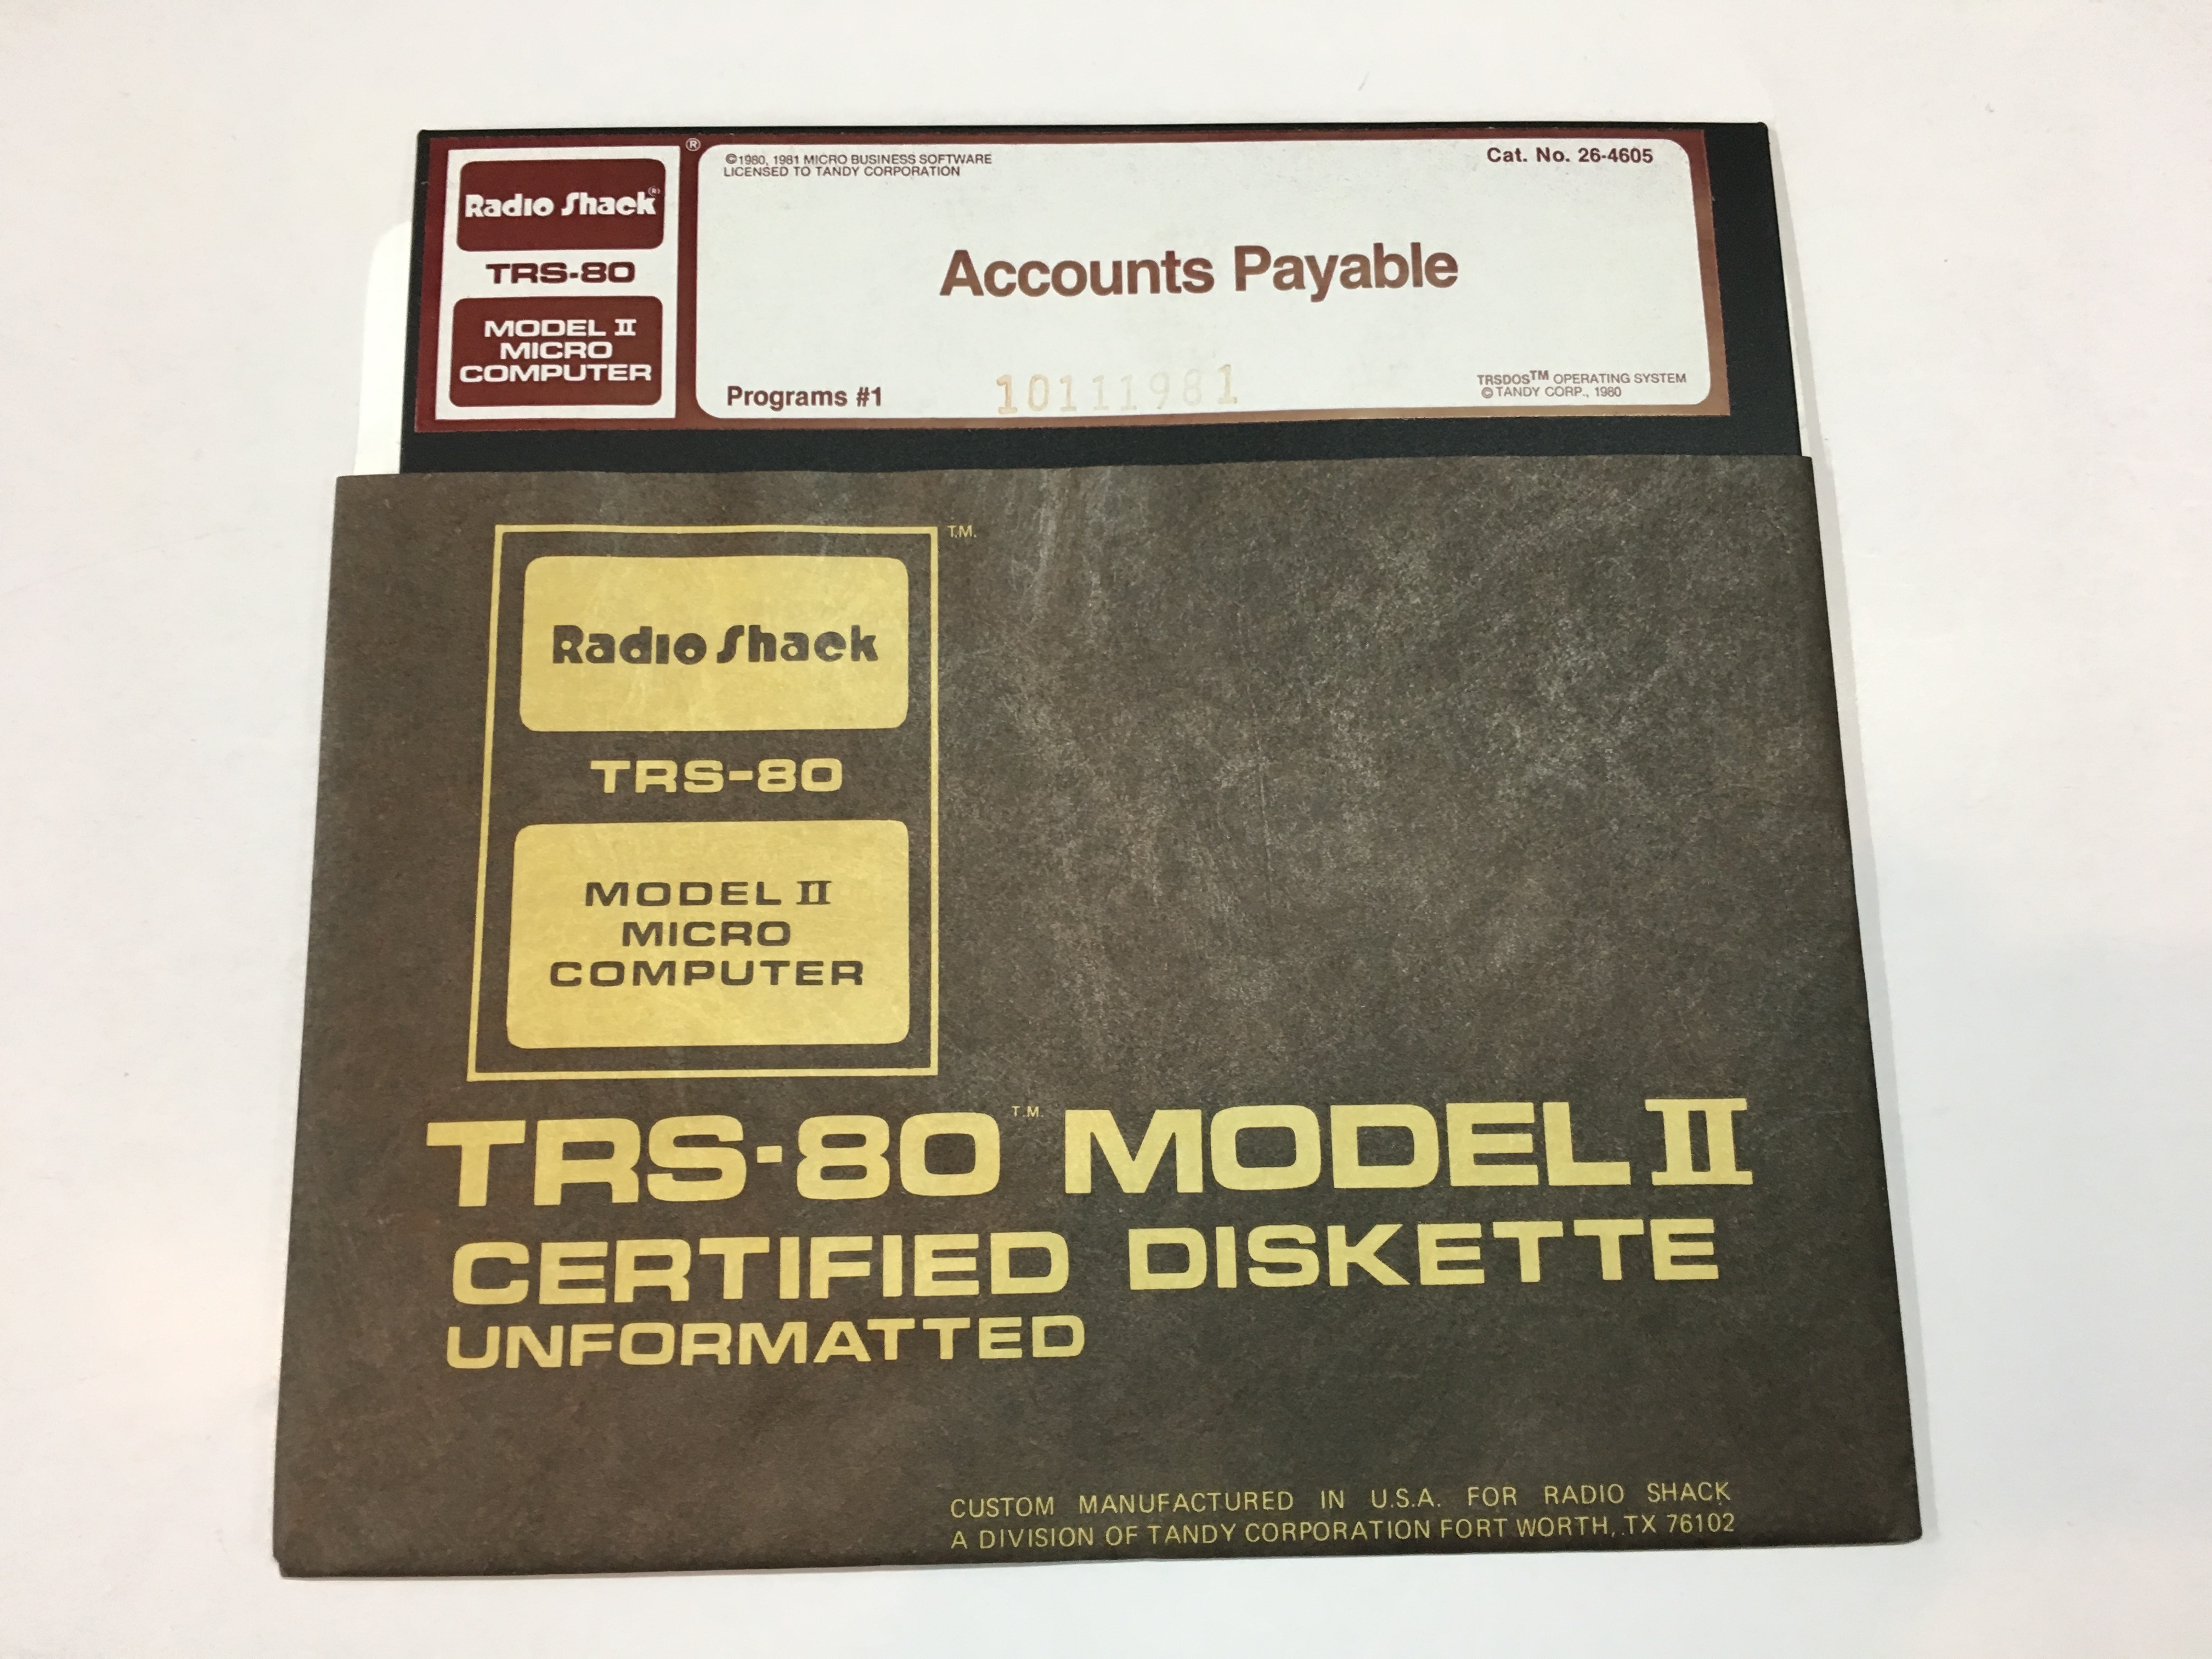 ®
Radio Shack®
TRS-80
MODEL II
MICRO
COMPUTER
©1980, 1981 MICRO BUSINESS SOFTWARE
LICENSED TO TANDY CORPORATION
Cat. No. 26-4605
Accounts Payable
Programs #1
10111981
TRSDOS™ OPERATING SYSTEM
© TANDY CORP., 1980
T.M.
Radio Shack
TRS-80
MODEL II
MICRO
COMPUTER
TRS-80 T.M. MODEL II
CERTIFIED DISKETTE
UNFORMATTED
CUSTOM MANUFACTURED IN U.S.A. FOR RADIO SHACK
A DIVISION OF TANDY CORPORATION FORT WORTH, TX 76102